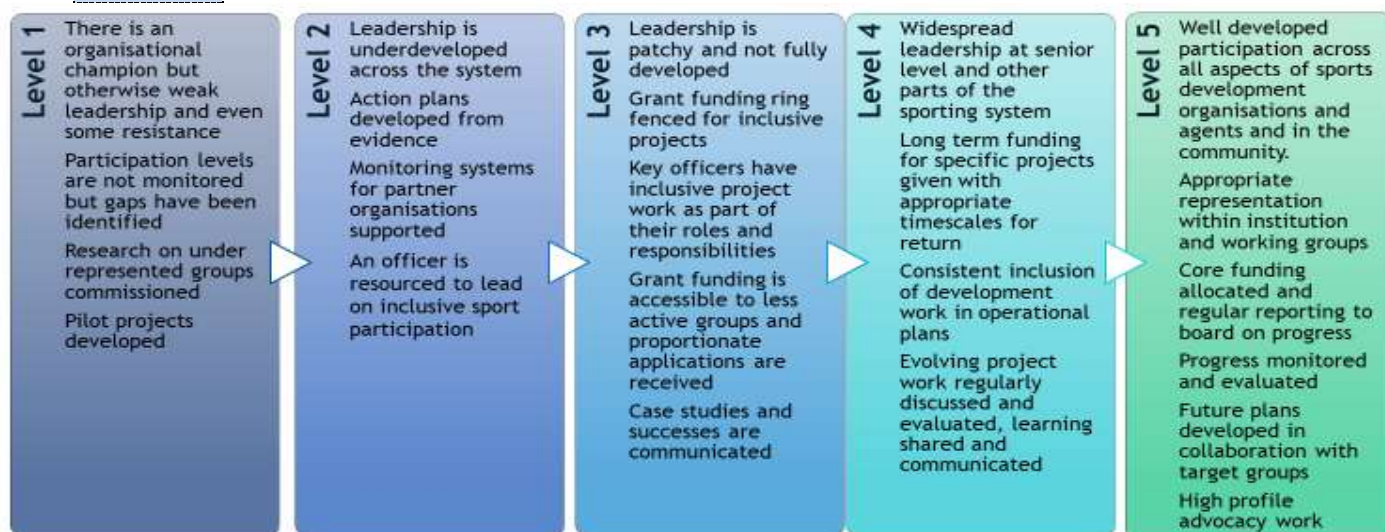 Level 1
There is an
organisational
champion but
otherwise weak
leadership and even
some resistance
Participation levels
are not monitored
but gaps have been
identified
Research on under
represented groups
commissioned
Pilot projects
developed
Level 2
Leadership is
underdeveloped
across the system
Action plans
developed from
evidence
Monitoring systems
for partner
organisations
supported
An officer is
resourced to lead
on inclusive sport
participation
Level 3
Leadership is
patchy and not fully
developed
Grant funding ring
fenced for inclusive
projects
Key officers have
inclusive project
work as part of
their roles and
responsibilities
Grant funding is
accessible to less
active groups and
proportionate
applications are
received
Case studies and
successes are
communicated
Level 4
Widespread
leadership at senior
level and other
parts of the
sporting system
Long term funding
for specific projects
given with
appropriate
timescales for
return
Consistent inclusion
of development
work in operational
plans
Evolving project
work regularly
discussed and
evaluated, learning
shared and
communicated
Level 5
Well developed
participation across
all aspects of sports
development
organisations and
agents and in the
community.
Appropriate
representation
within institution
and working groups
Core funding
allocated and
regular reporting to
board on progress
Progress monitored
and evaluated
Future plans
developed in
collaboration with
target groups
High profile
advocacy work